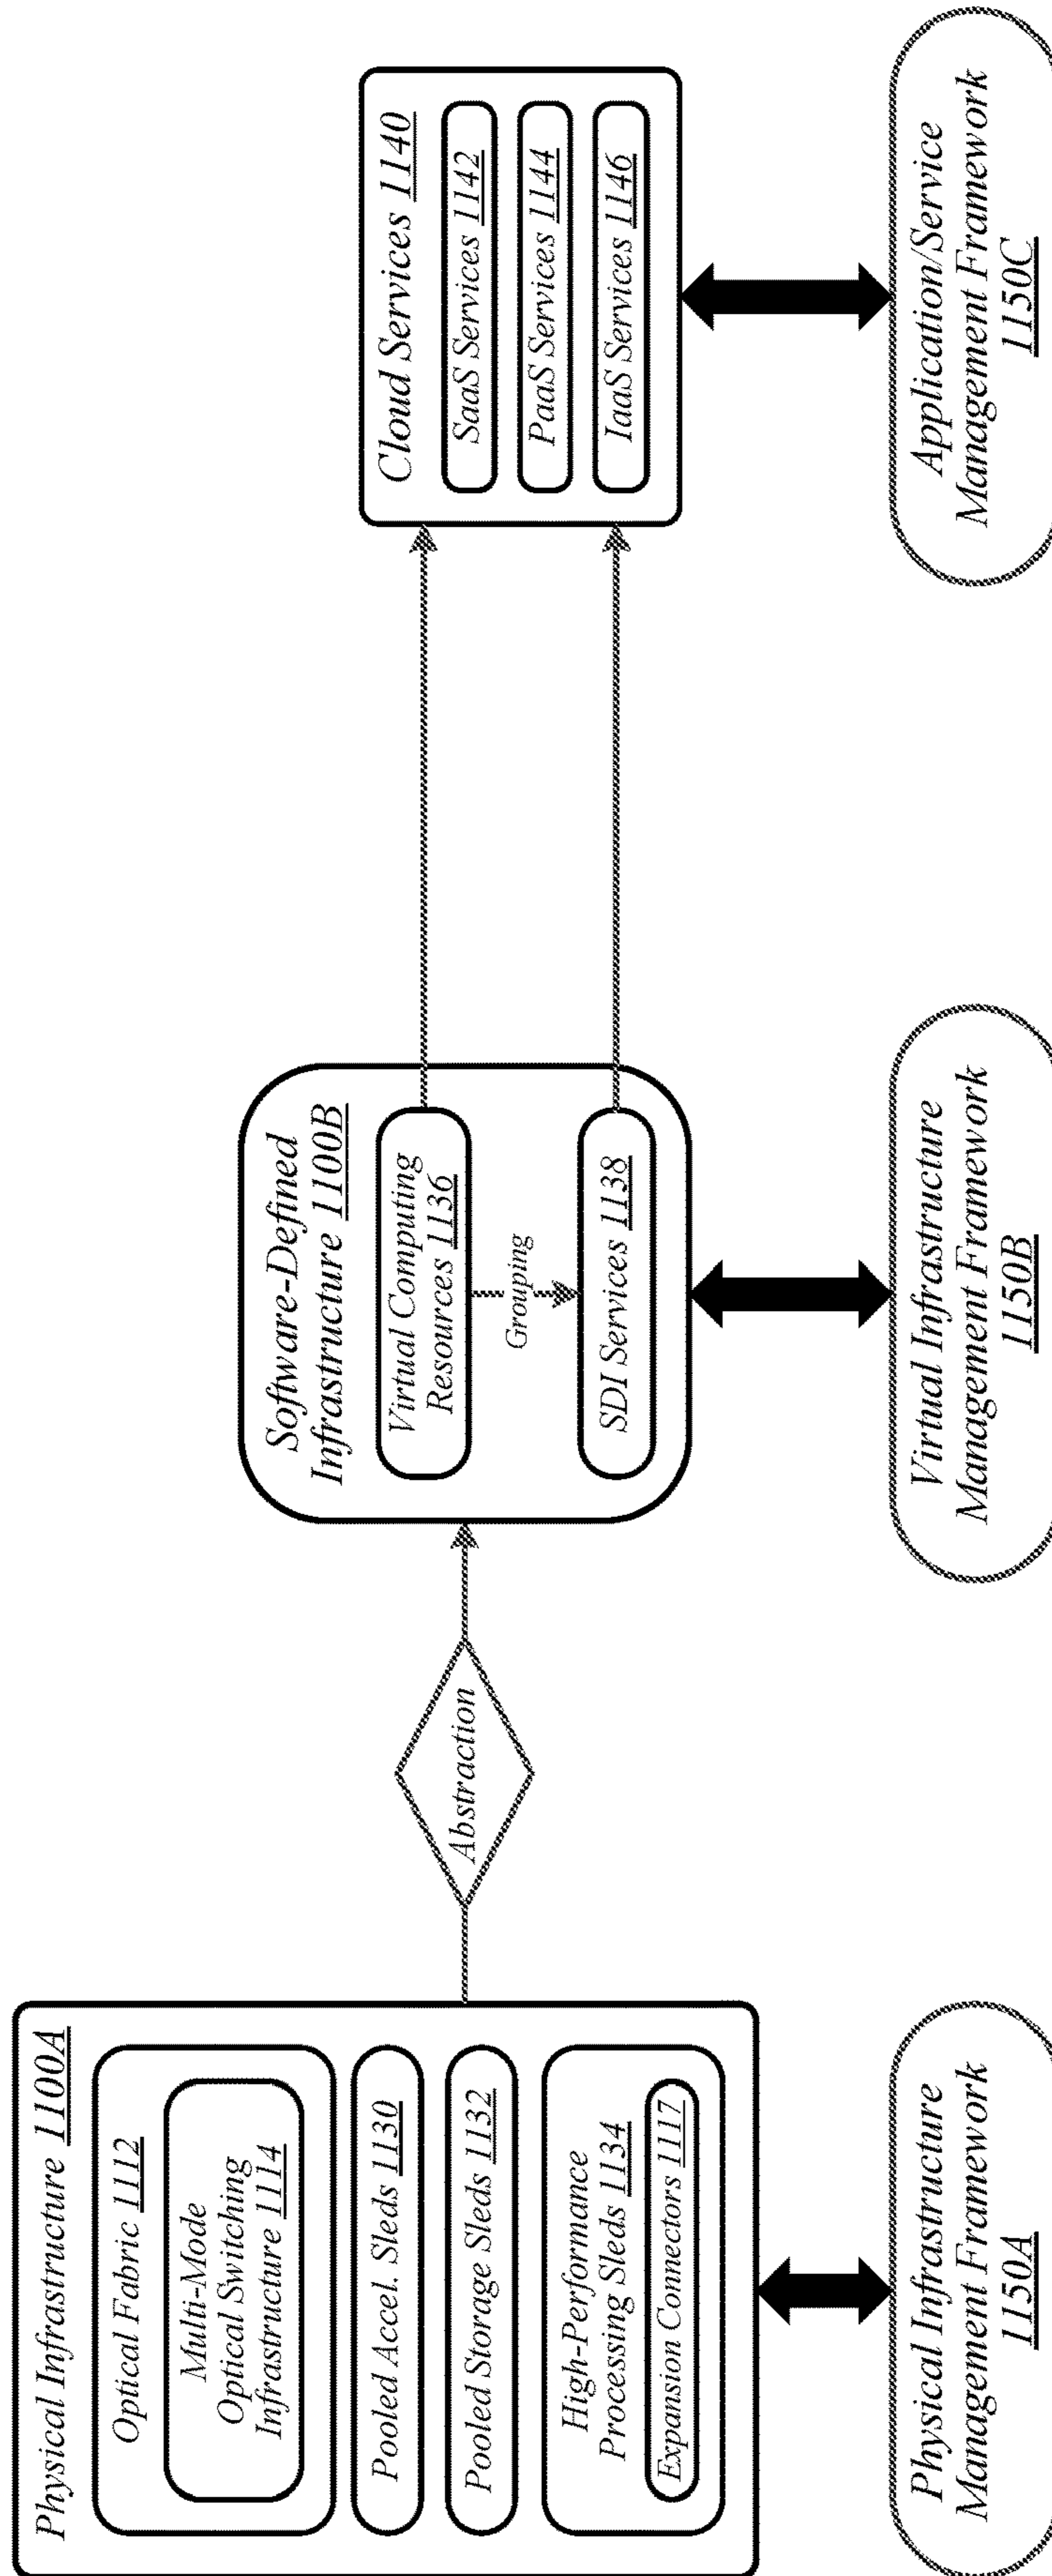 Physical Infrastructure 1100A
Optical Fabric 1112
Multi-Mode
Optical Switching
Infrastructure 1114
Pooled Accel. Sleds 1130
Pooled Storage Sleds 1132
High-Performance
Processing Sleds 1134
Expansion Connectors 1117
Physical Infrastructure
Management Framework
1150A
Abstraction
Software-Defined
Infrastructure 1100B
Virtual Computing
Resources 1136
Grouping
SDI Services 1138
Virtual Infrastructure
Management Framework
1150B
Cloud Services 1140
SaaS Services 1142
PaaS Services 1144
IaaS Services 1146
Application/Service
Management Framework
1150C